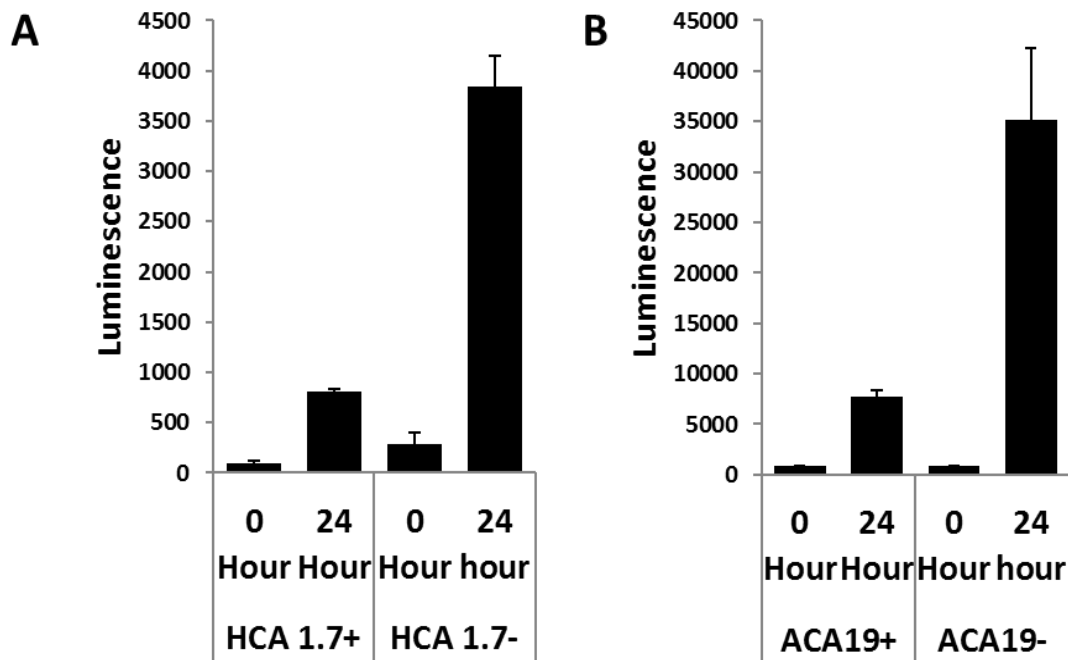 A
Luminescence
4500
4000
3500
3000
2500
2000
1500
1000
500
0
0 24 0 24
Hour Hour Hour hour
HCA 1.7+ HCA 1.7-
B
Luminescence
45000
40000
35000
30000
25000
20000
15000
10000
5000
0
0 24 0 24
Hour Hour Hour hour
ACA19+ ACA19-